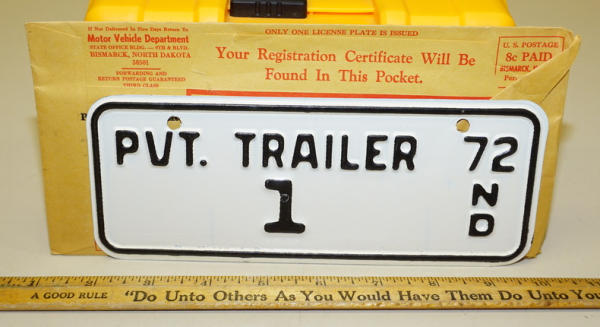 If Not Delivered In Five Days Return To
Motor Vehicle Department
STATE OFFICE BLDG. — 9TH & BLVD.
BISMARCK, NORTH DAKOTA
58501
FORWARDING AND
RETURN POSTAGE GUARANTEED
THIRD CLASS
ONLY ONE LICENSE PLATE IS ISSUED
Your Registration Certificate Will Be
Found In This Pocket.
U. S. POSTAGE
8c PAID
BISMARCK, N.
PVT. TRAILER 72
1
ND
A GOOD RULE "Do Unto Others As You Would Have Them Do Unto You